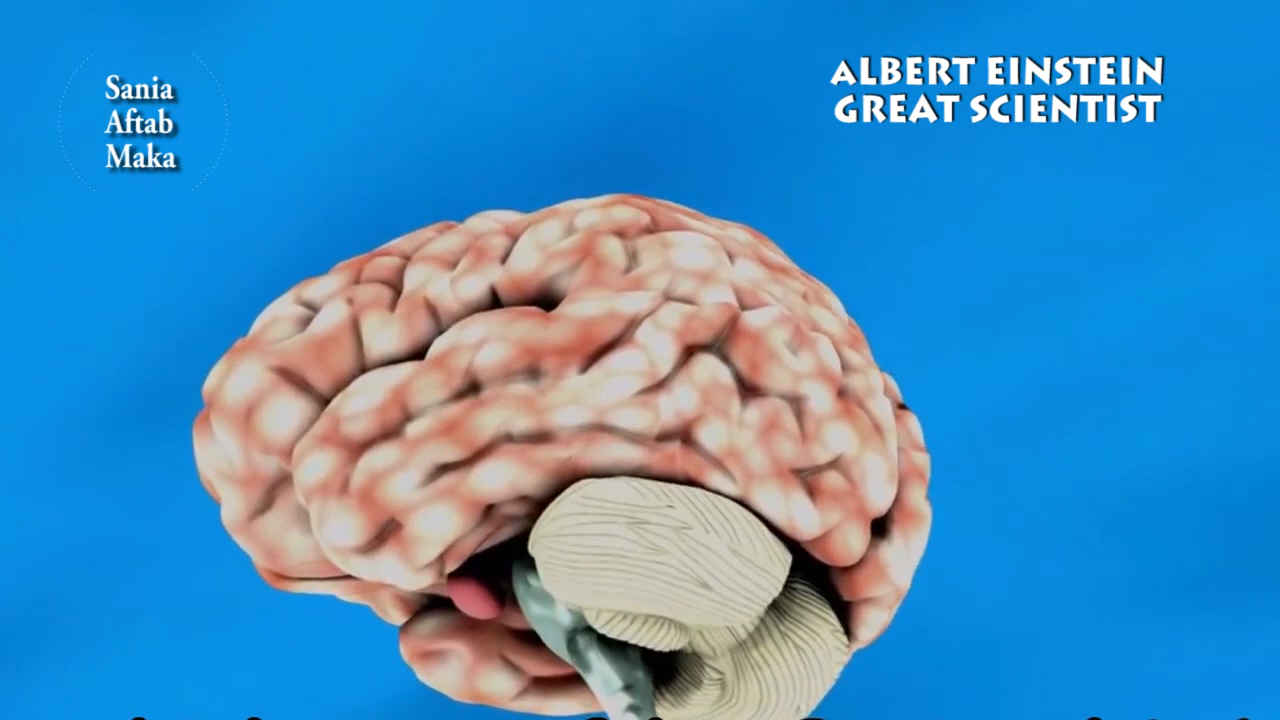 Sania
Aftab
Maka
ALBERT EINSTEIN
GREAT SCIENTIST